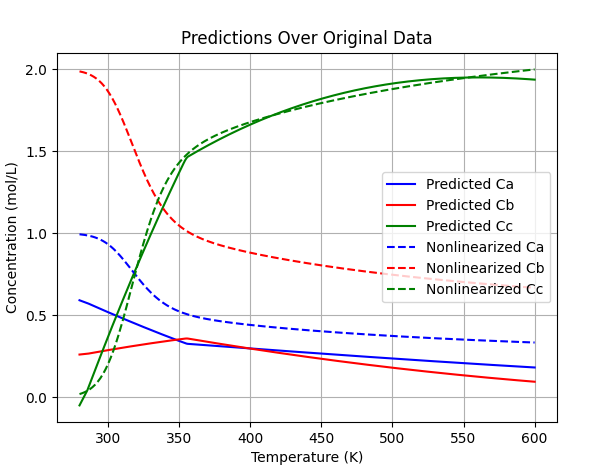 Predictions Over Original Data
Concentration (mol/L)
2.0
1.5
1.0
0.5
0.0
Predicted Ca
Predicted Cb
Predicted Cc
Nonlinearized Ca
Nonlinearized Cb
Nonlinearized Cc
300 350 400 450 500 550 600
Temperature (K)